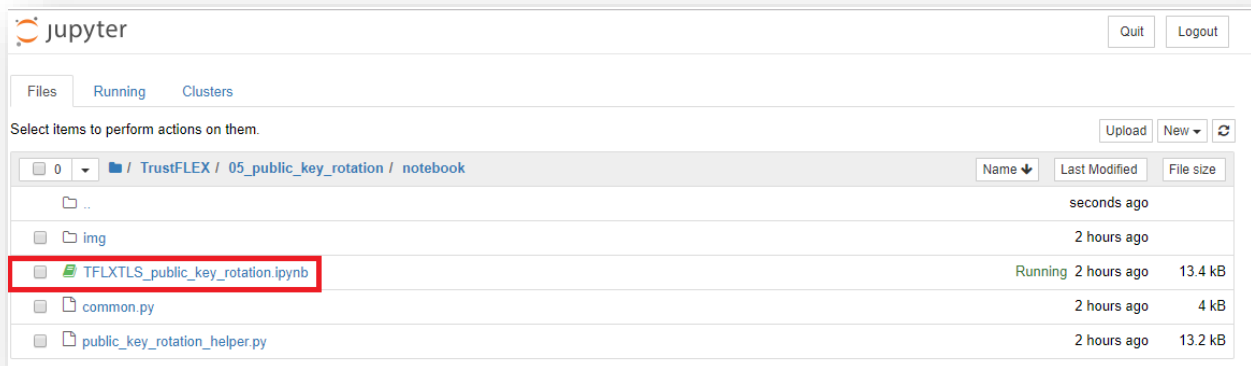 jupyter Quit Logout
Files Running Clusters
Select items to perform actions on them. Upload New
0 / TrustFLEX / 05_public_key_rotation / notebook Name Last Modified File size
.. seconds ago
img 2 hours ago
TFLXTLS_public_key_rotation.ipynb Running 2 hours ago 13.4 kB
common.py 2 hours ago 4 kB
public_key_rotation_helper.py 2 hours ago 13.2 kB